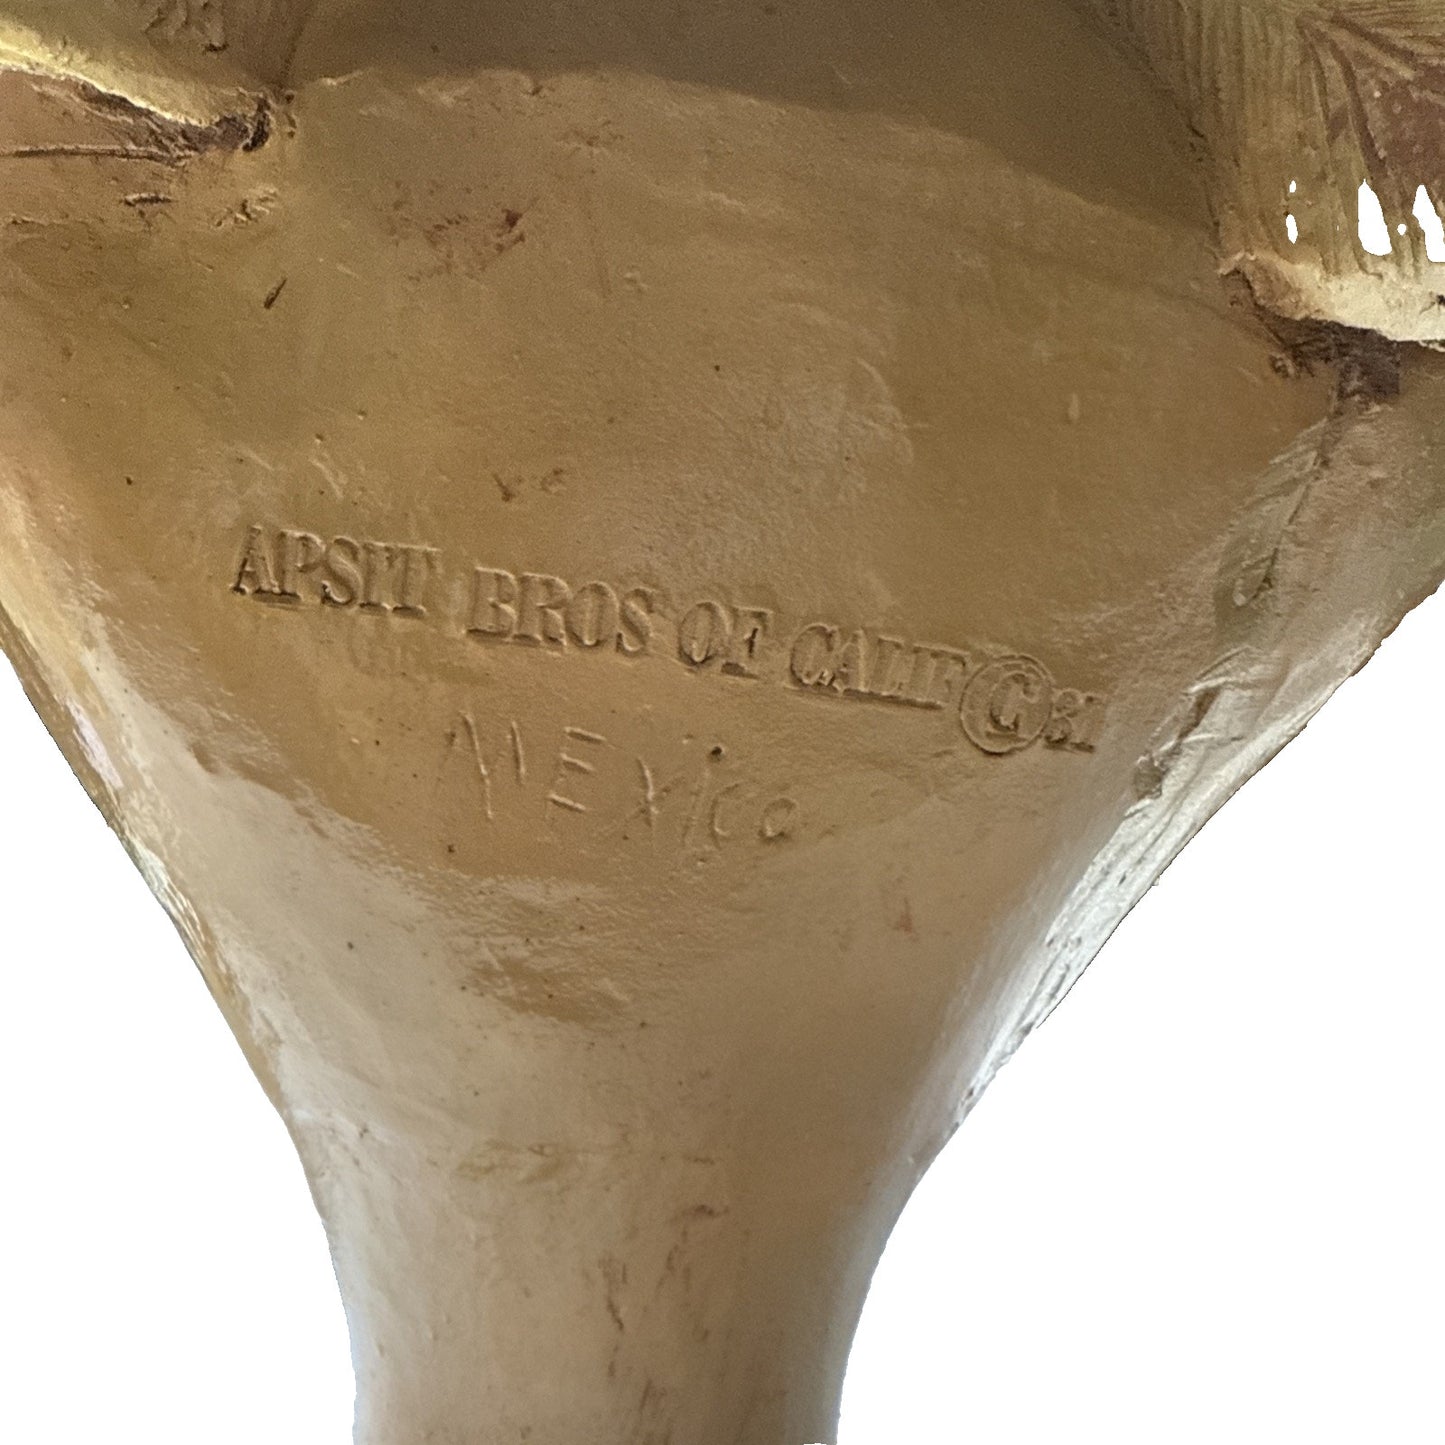 APSIT BROS OF CALIF © 81
MExico